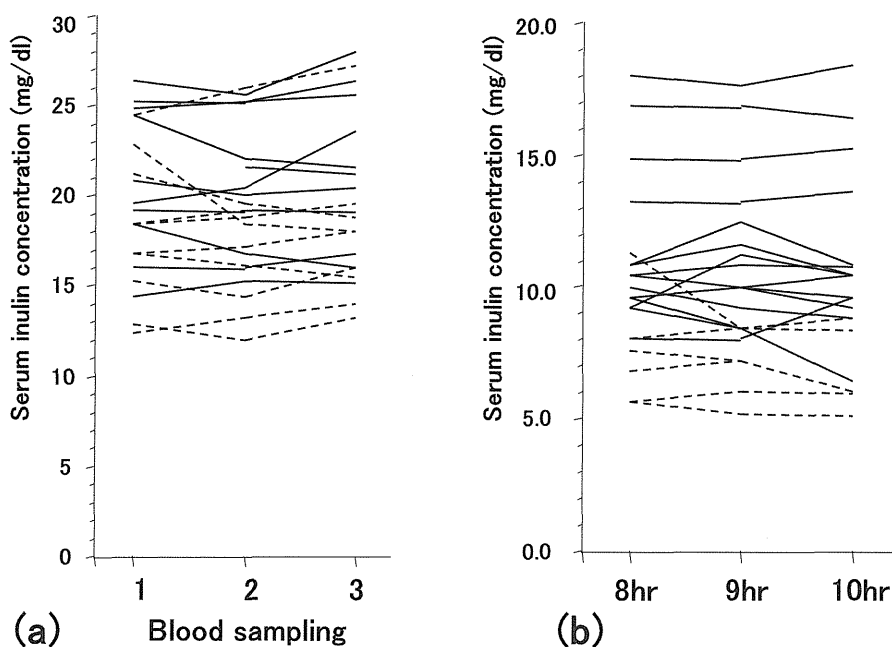 Serum inulin concentration (mg/dl)
30
25
20
15
10
5
0
1 2 3
(a) Blood sampling
Serum inulin concentration (mg/dl)
20.0
15.0
10.0
5.0
0.0
8hr 9hr 10hr
(b)